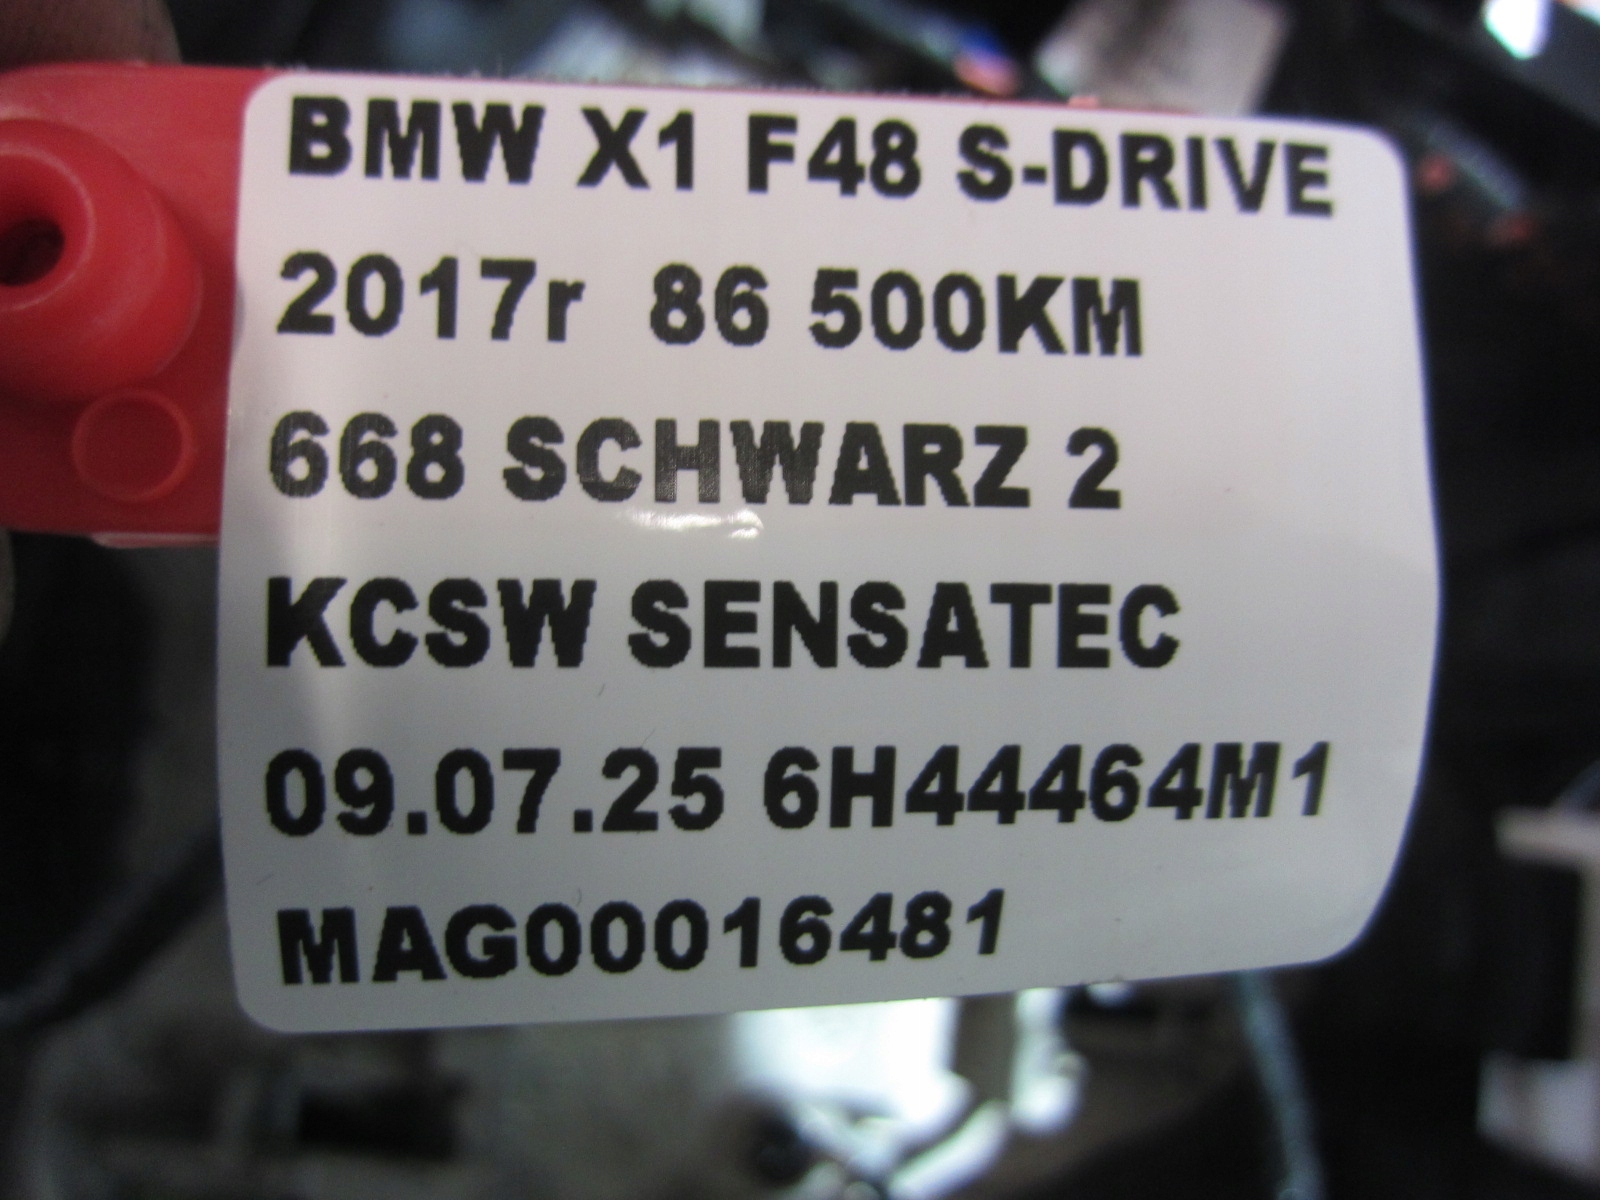 BMW X1 F48 S-DRIVE
2017r 86 500KM
668 SCHWARZ 2
KCSW SENSATEC
09.07.25 6H44464M1
MAG00016481